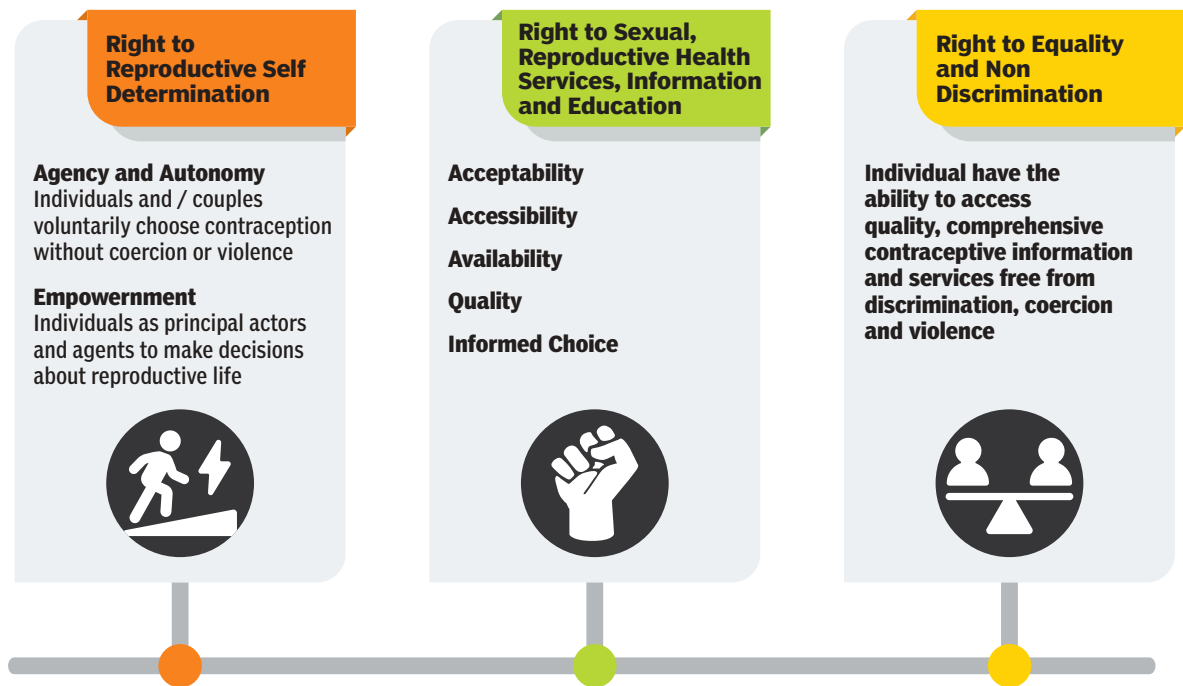 Right to
Reproductive Self
Determination
Agency and Autonomy
Individuals and / couples
voluntarily choose contraception
without coercion or violence
Empowernment
Individuals as principal actors
and agents to make decisions
about reproductive life
Right to Sexual,
Reproductive Health
Services, Information
and Education
Acceptability
Accessibility
Availability
Quality
Informed Choice
Right to Equality
and Non
Discrimination
Individual have the
ability to access
quality, comprehensive
contraceptive information
and services free from
discrimination, coercion
and violence